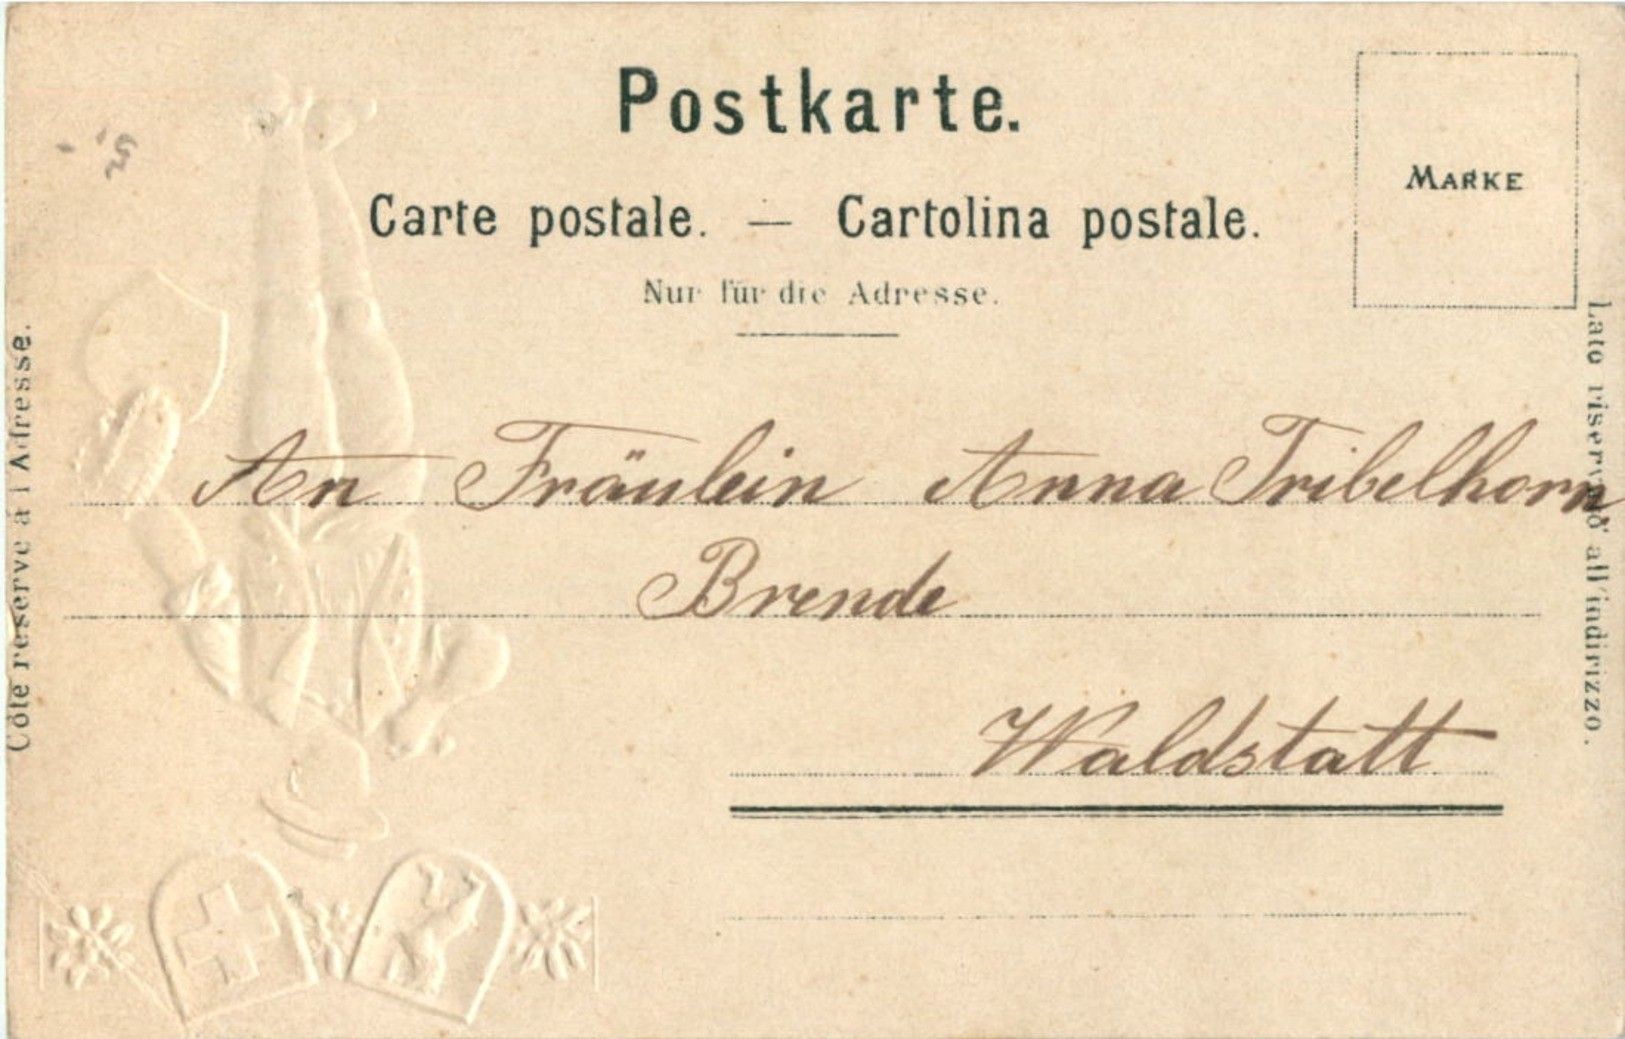 Postkarte.
MARKE
Carte postale. — Cartolina postale.
Nur für die Adresse.
Côté réservé à l Adresse.
Lato riservato all'indirizzo.
An Fräulein Anna Tribelhorn,
Brende
Waldstatt